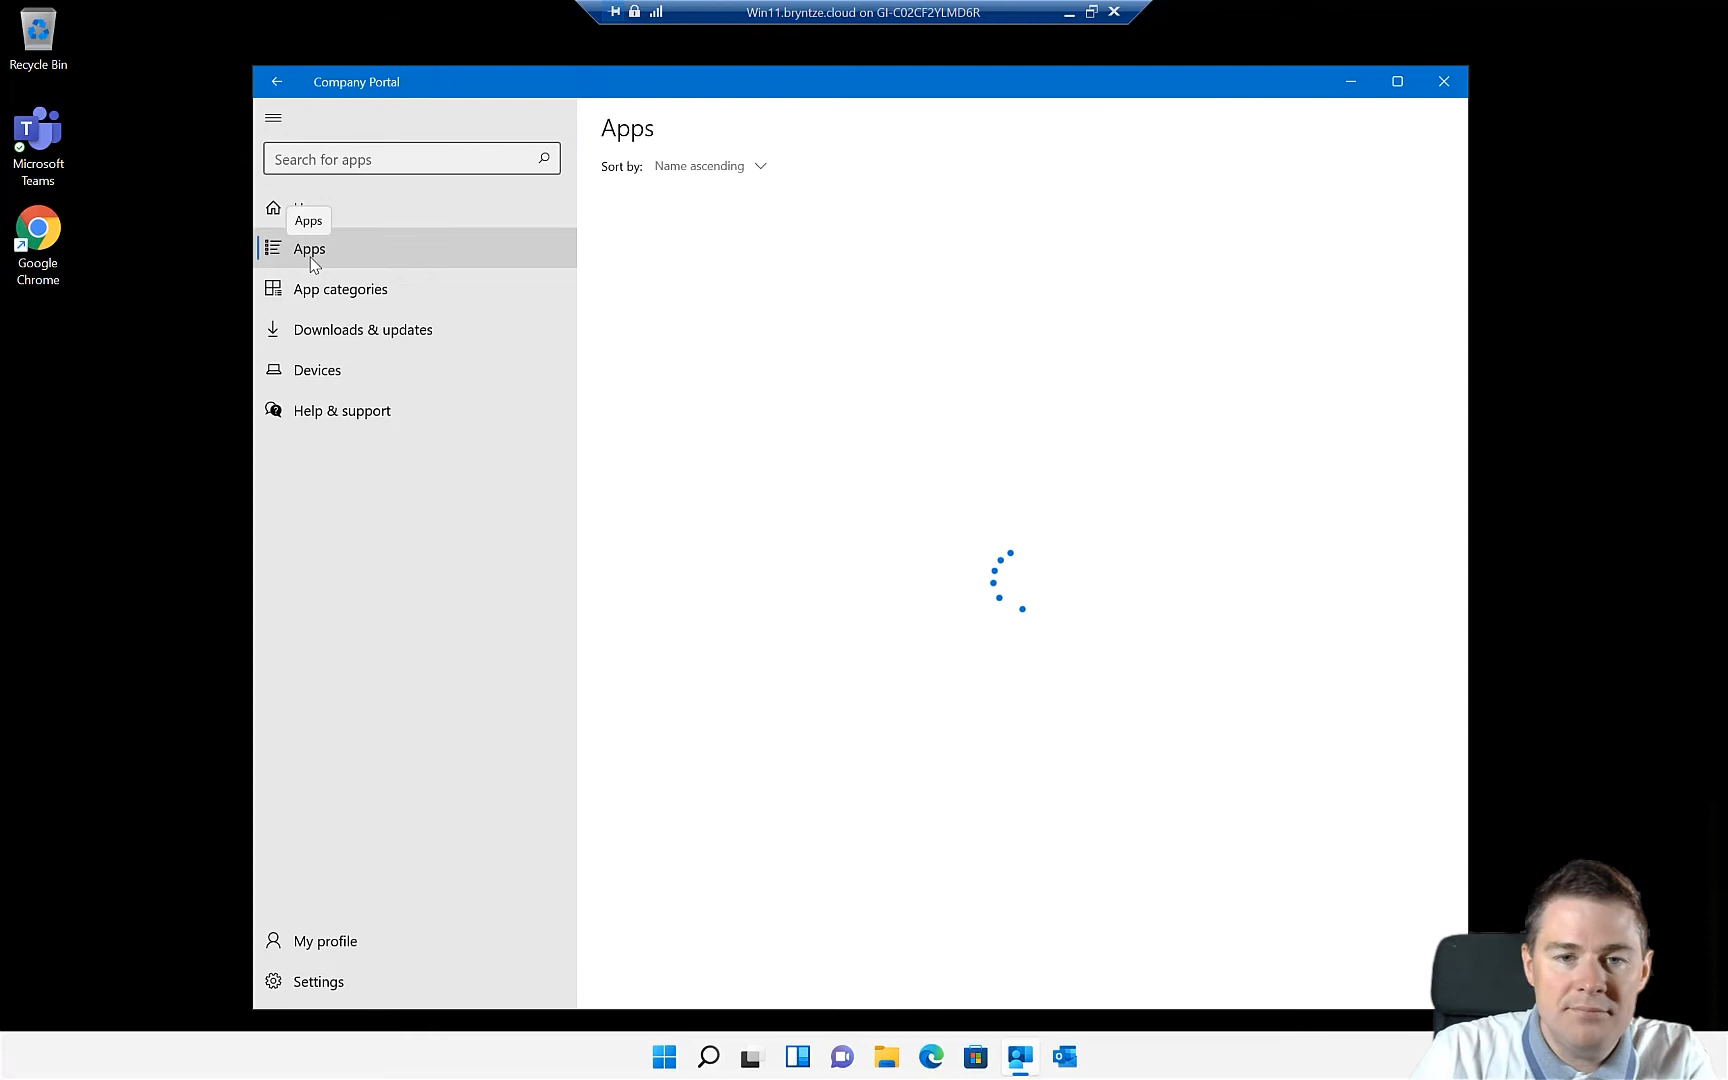 Win11.bryntze.cloud on GI-C02CF2YLMD6R
Recycle Bin
Microsoft
Teams
Google
Chrome
Company Portal
Search for apps
Apps
Apps
App categories
Downloads & updates
Devices
Help & support
My profile
Settings
Apps
Sort by: Name ascending